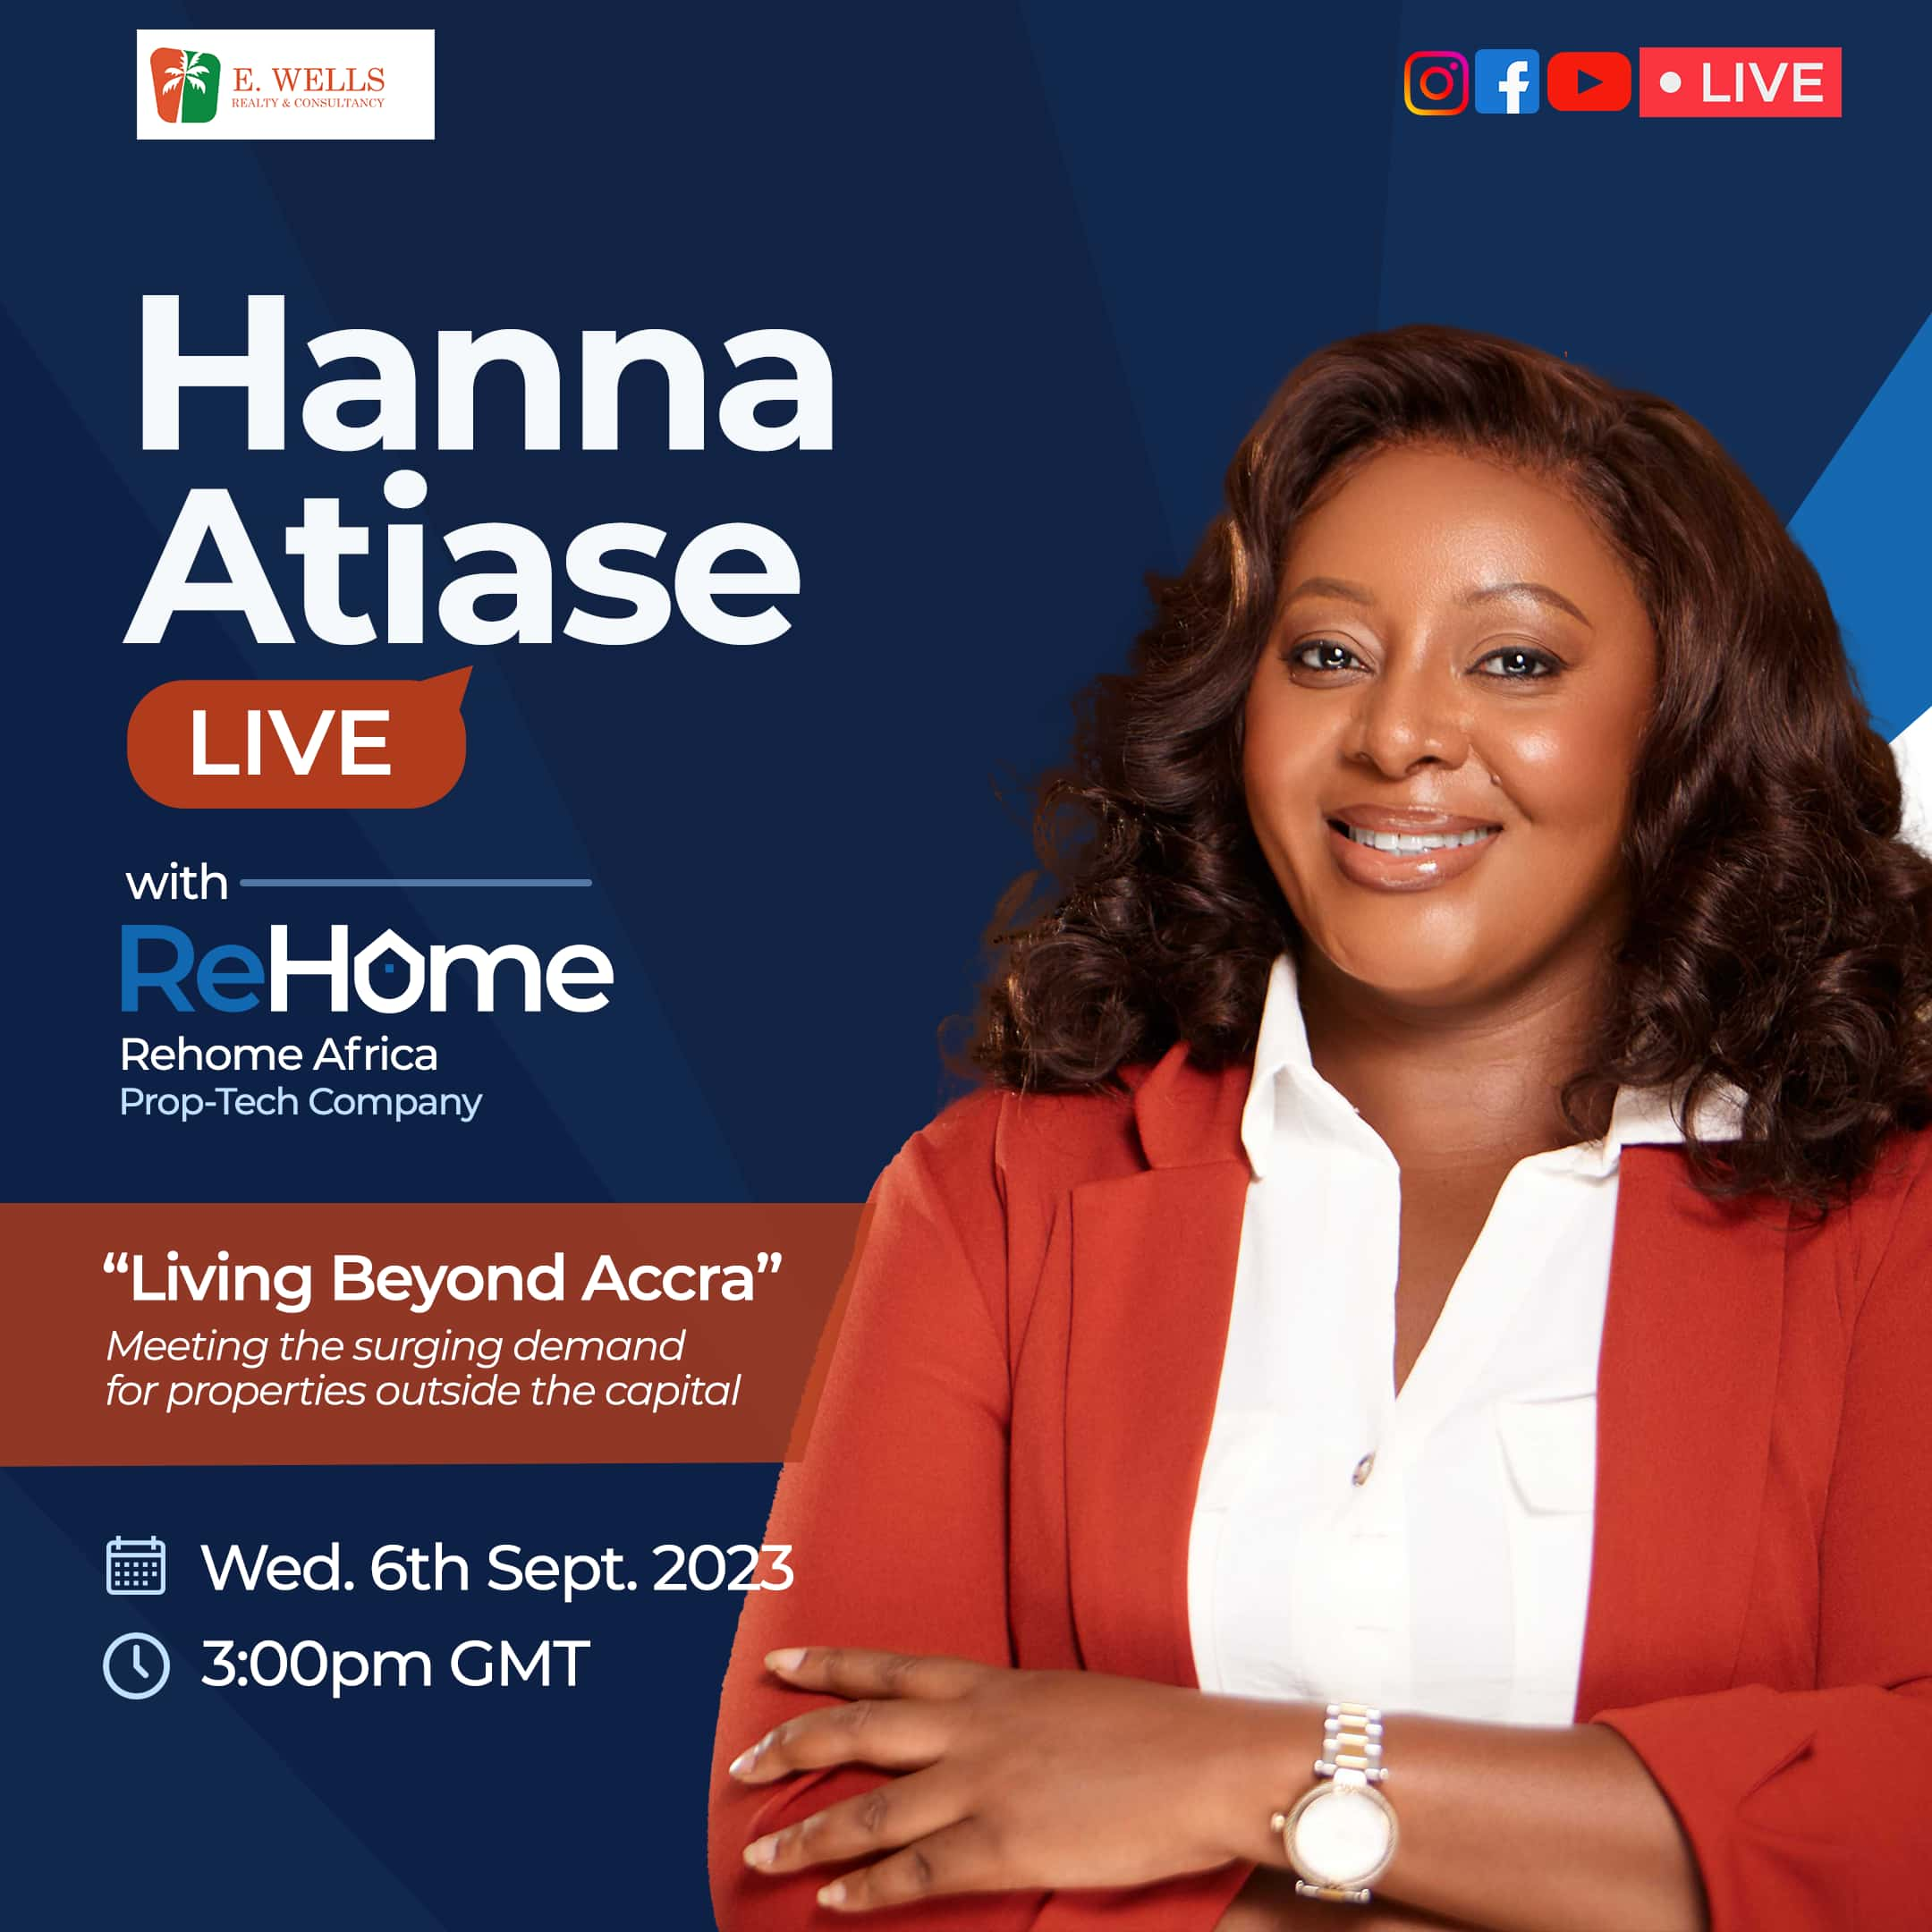 E. WELLS
REALTY & CONSULTANCY
LIVE
Hanna
Atiase
LIVE
with
ReHome
Rehome Africa
Prop-Tech Company
“Living Beyond Accra”
Meeting the surging demand
for properties outside the capital
Wed. 6th Sept. 2023
3:00pm GMT